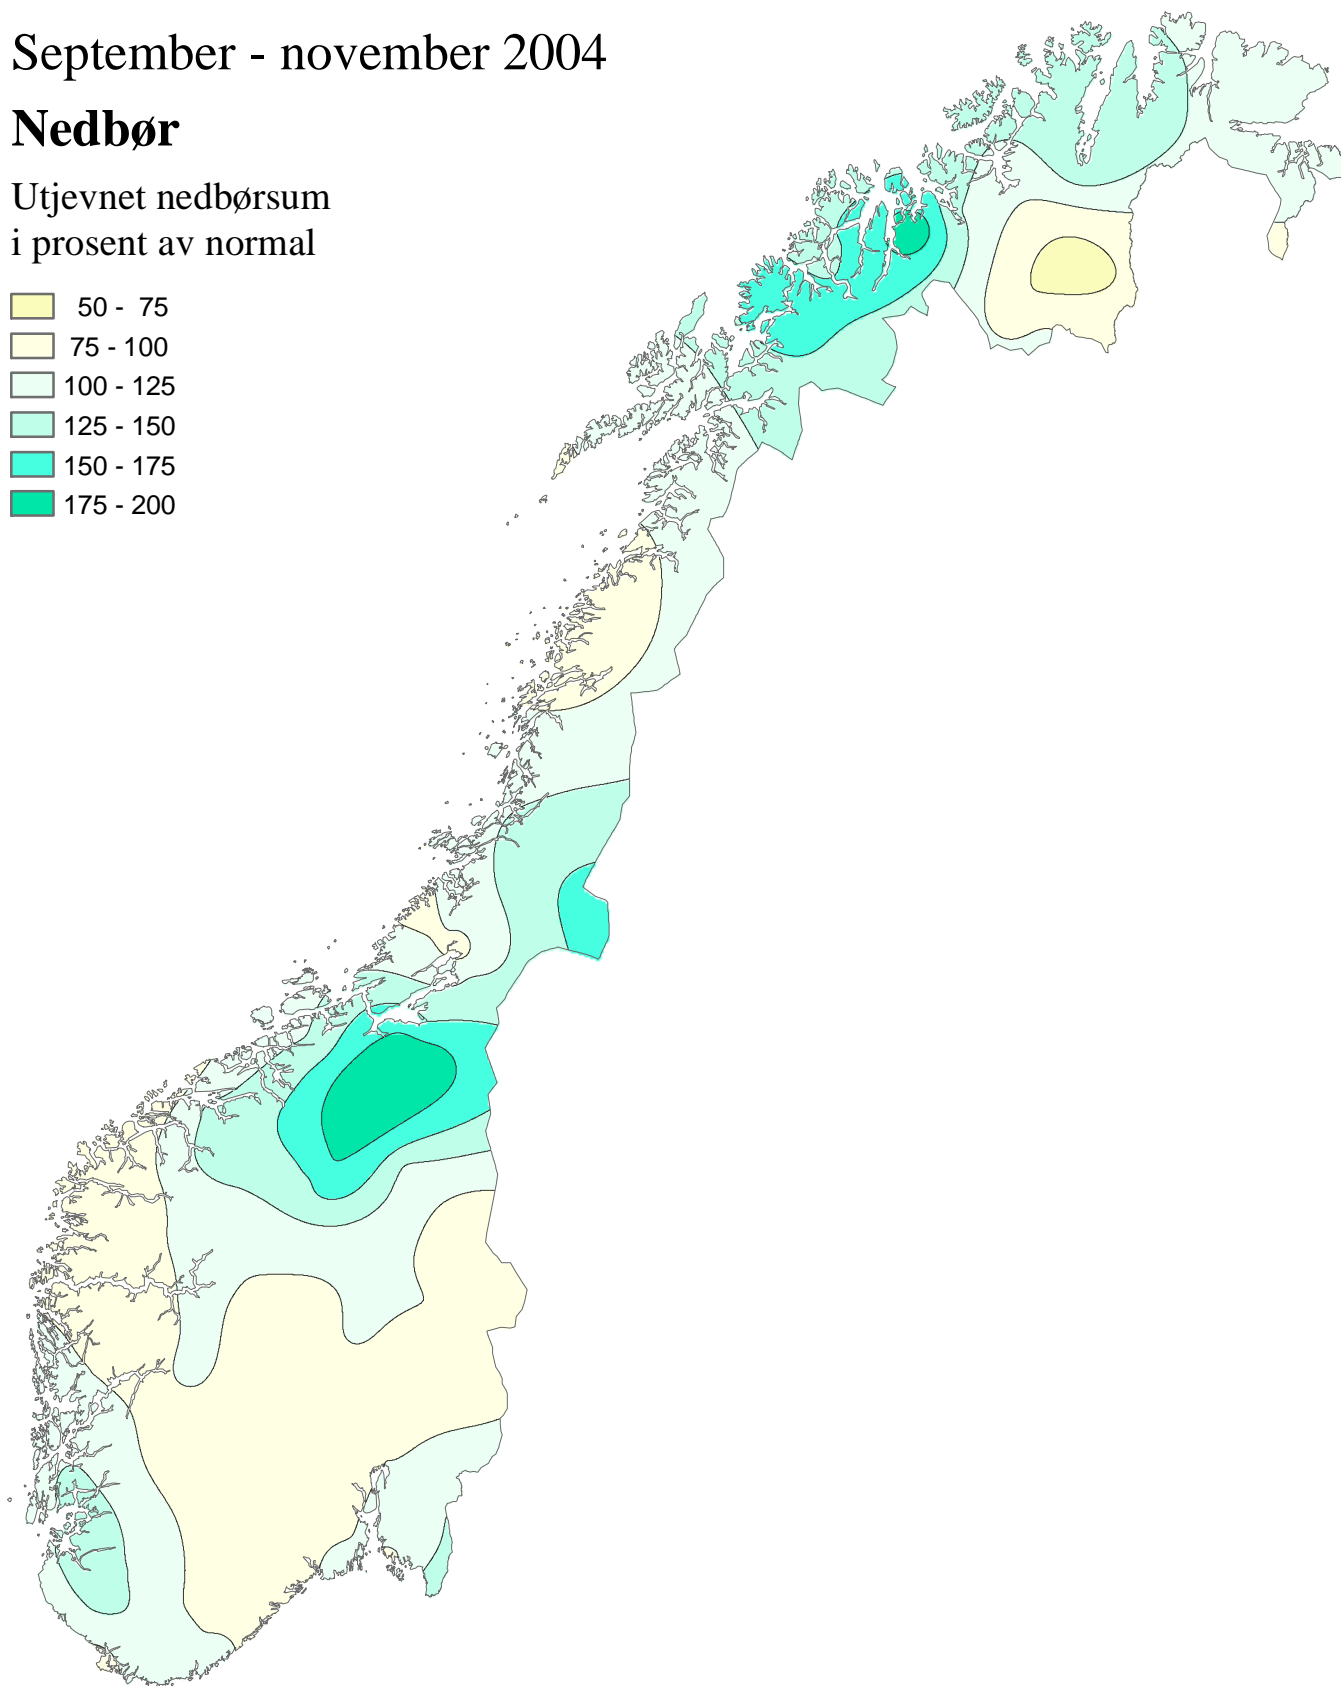 September - november 2004
Nedbør
Utjevnet nedbørsum
i prosent av normal
50 - 75
75 - 100
100 - 125
125 - 150
150 - 175
175 - 200